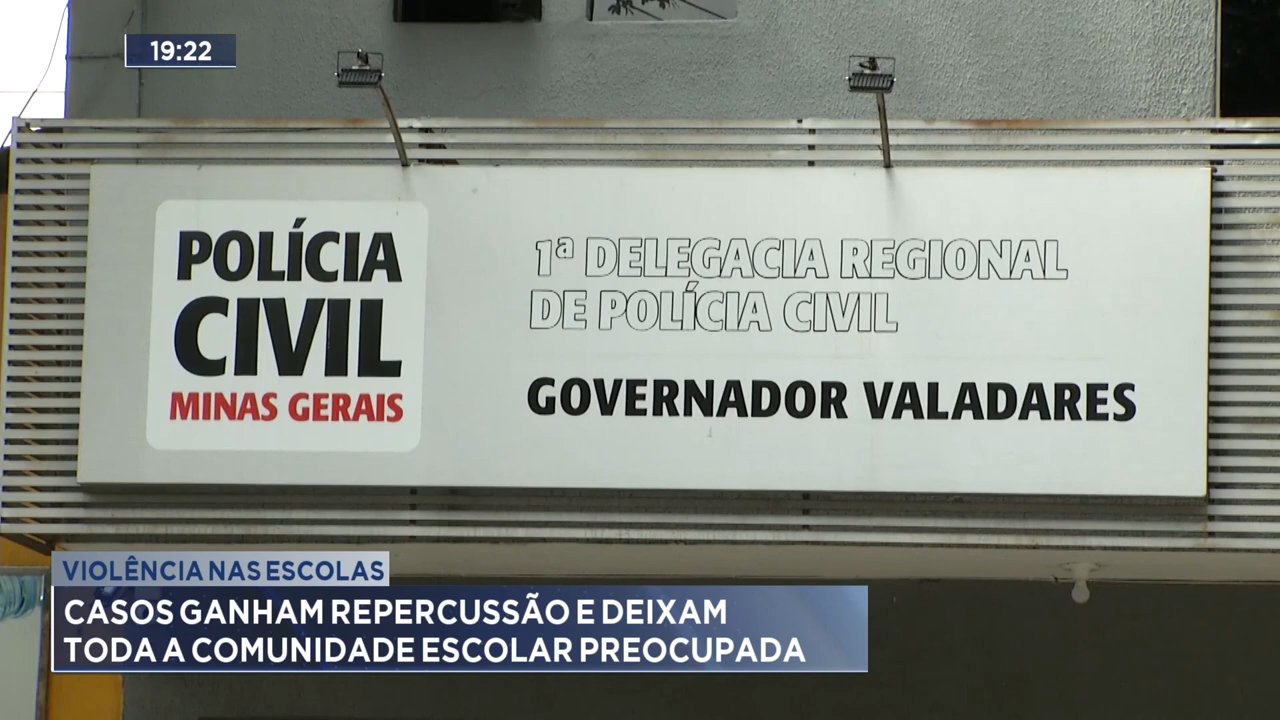 19:22
POLÍCIA
CIVIL
MINAS GERAIS
1ª DELEGACIA REGIONAL
DE POLÍCIA CIVIL
GOVERNADOR VALADARES
VIOLÊNCIA NAS ESCOLAS
CASOS GANHAM REPERCUSSÃO E DEIXAM
TODA A COMUNIDADE ESCOLAR PREOCUPADA